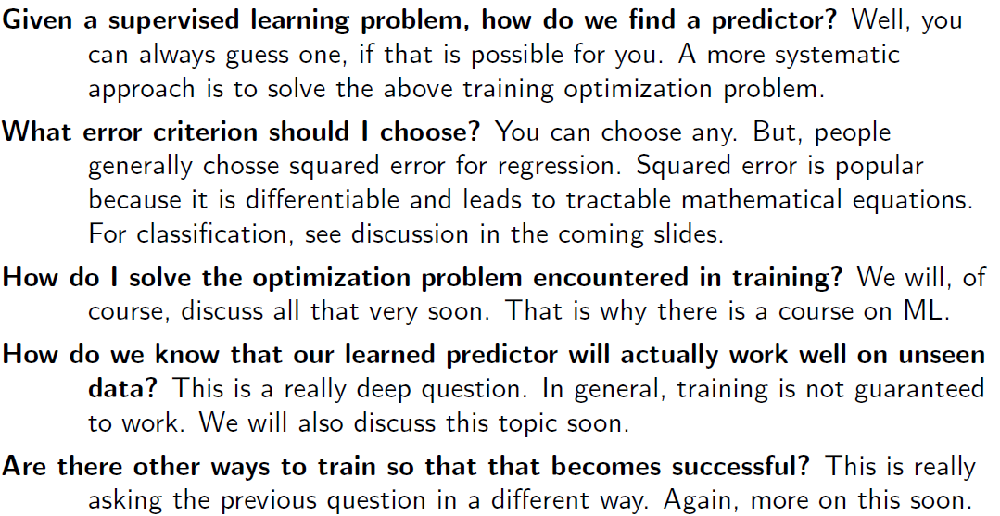 Given a supervised learning problem, how do we find a predictor? Well, you
can always guess one, if that is possible for you. A more systematic
approach is to solve the above training optimization problem.
What error criterion should I choose? You can choose any. But, people
generally chosse squared error for regression. Squared error is popular
because it is differentiable and leads to tractable mathematical equations.
For classification, see discussion in the coming slides.
How do I solve the optimization problem encountered in training? We will, of
course, discuss all that very soon. That is why there is a course on ML.
How do we know that our learned predictor will actually work well on unseen
data? This is a really deep question. In general, training is not guaranteed
to work. We will also discuss this topic soon.
Are there other ways to train so that that becomes successful? This is really
asking the previous question in a different way. Again, more on this soon.